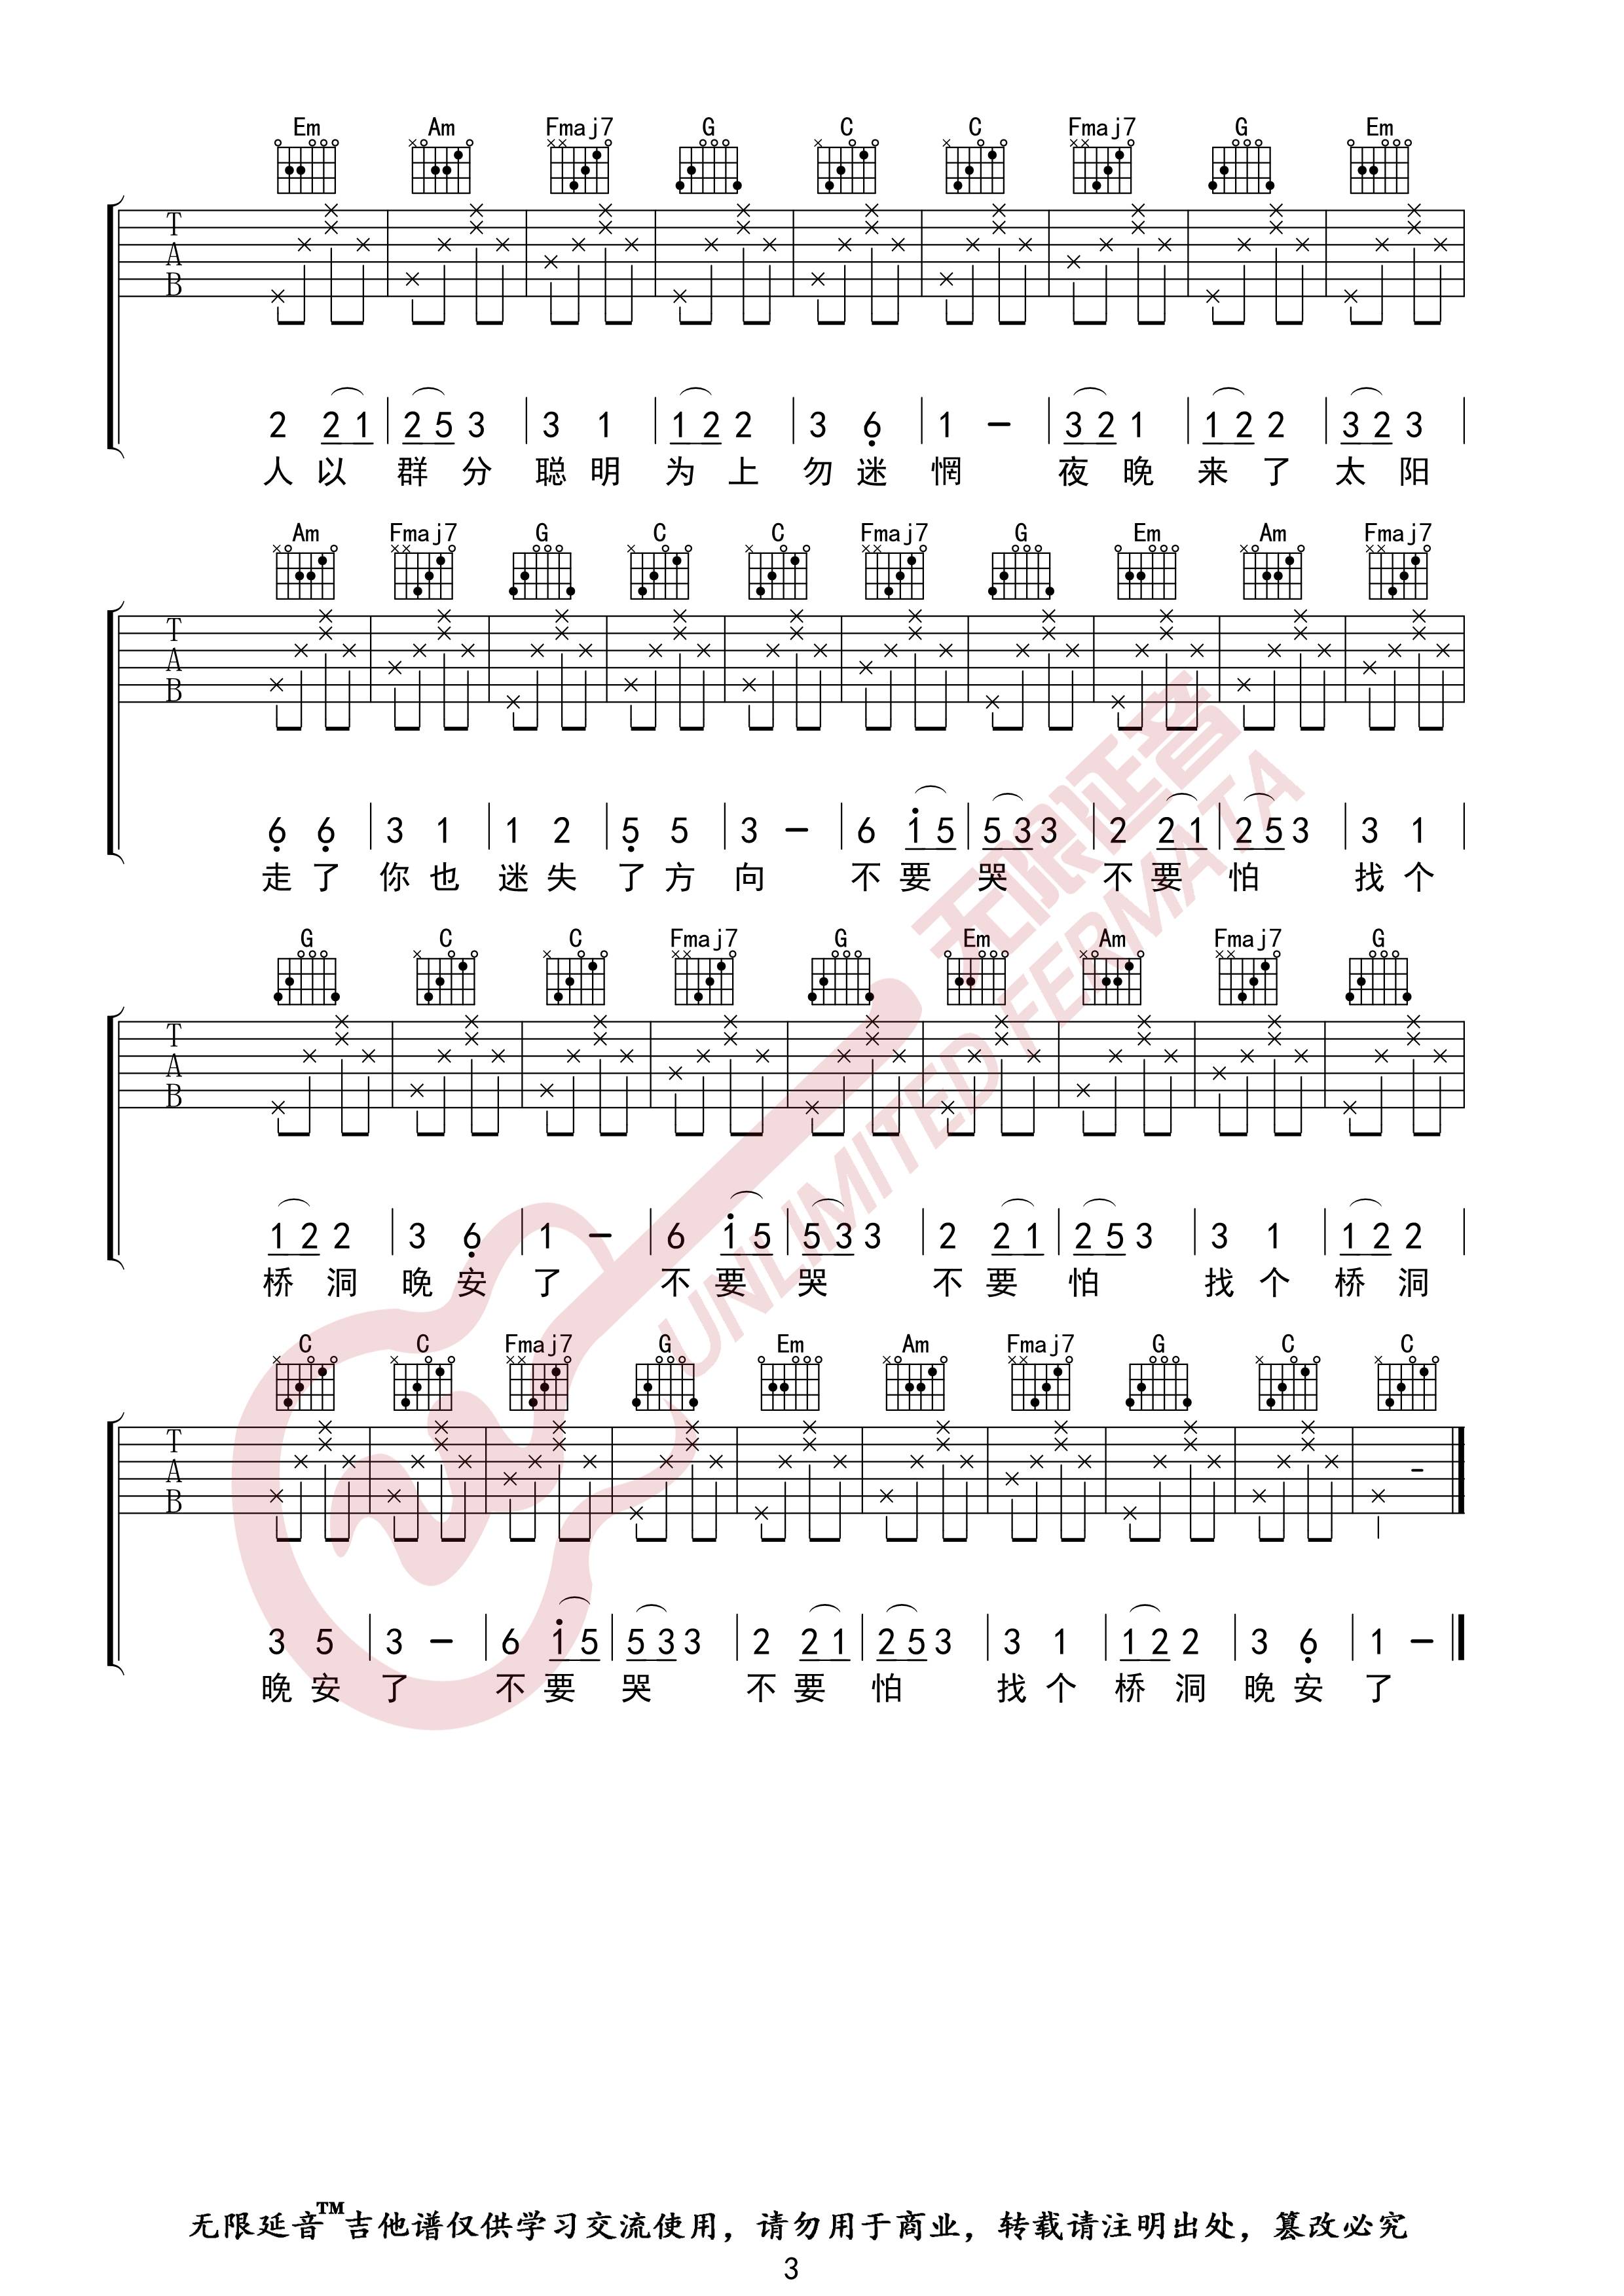 Em Am Fmaj7 G C C Fmaj7 G Em
T
A
B
2 2 1 2 5 3 3 1 1 2 2 3 6 1 - 3 2 1 1 2 2 3 2 3
人 以 群 分 聪 明 为 上 勿 迷 惘 夜 晚 来 了 太 阳
Am Fmaj7 G C C Fmaj7 G Em Am Fmaj7
T
A
B
6 6 3 1 1 2 5 5 3 - 6 1 5 5 3 3 2 2 1 2 5 3 3 1
走 了 你 也 迷 失 了 方 向 不 要 哭 不 要 怕 找 个
G C C Fmaj7 G Em Am Fmaj7 G
T
A
B
1 2 2 3 6 1 - 6 1 5 5 3 3 2 2 1 2 5 3 3 1 1 2 2
桥 洞 晚 安 了 不 要 哭 不 要 怕 找 个 桥 洞
C C Fmaj7 G Em Am Fmaj7 G C C
T
A
B
3 5 3 - 6 1 5 5 3 3 2 2 1 2 5 3 3 1 1 2 2 3 6 1 -
晚 安 了 不 要 哭 不 要 怕 找 个 桥 洞 晚 安 了
无限延音
UNLIMITED FERMATA
无限延音™吉他谱仅供学习交流使用，请勿用于商业，转载请注明出处，篡改必究
3